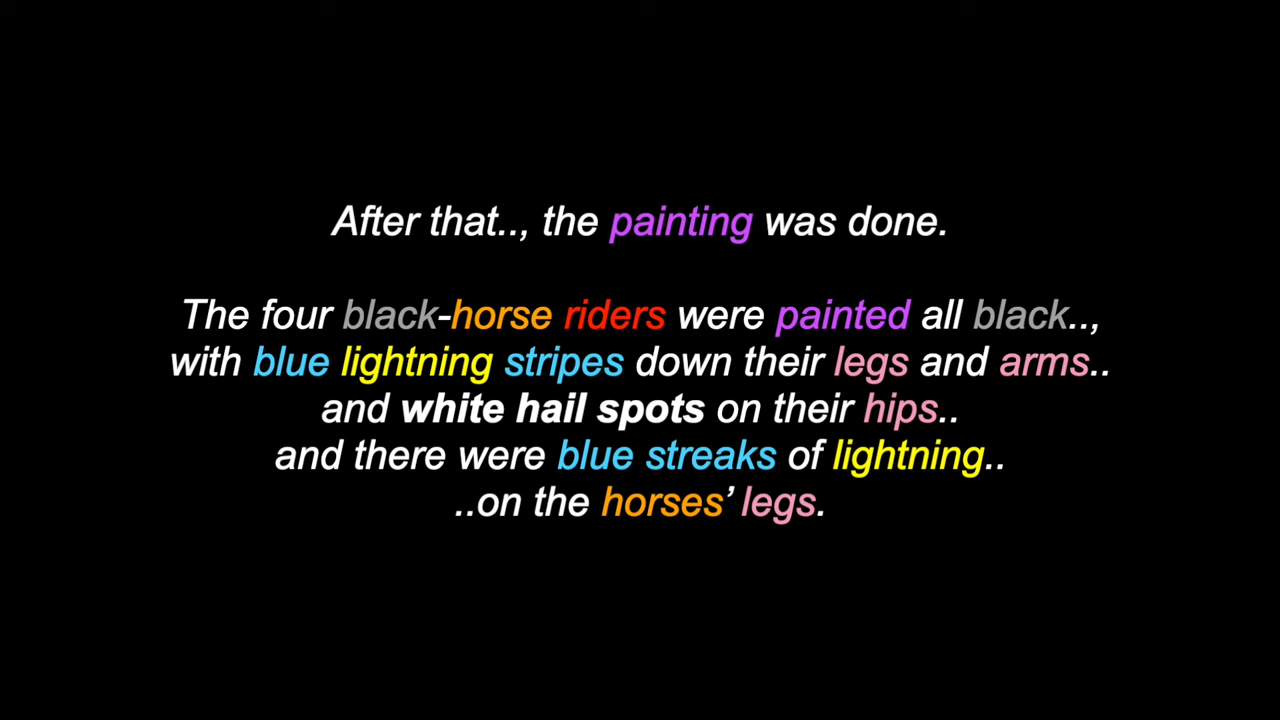 After that.., the painting was done.
The four black-horse riders were painted all black..,
with blue lightning stripes down their legs and arms..
and white hail spots on their hips..
and there were blue streaks of lightning..
..on the horses’ legs.